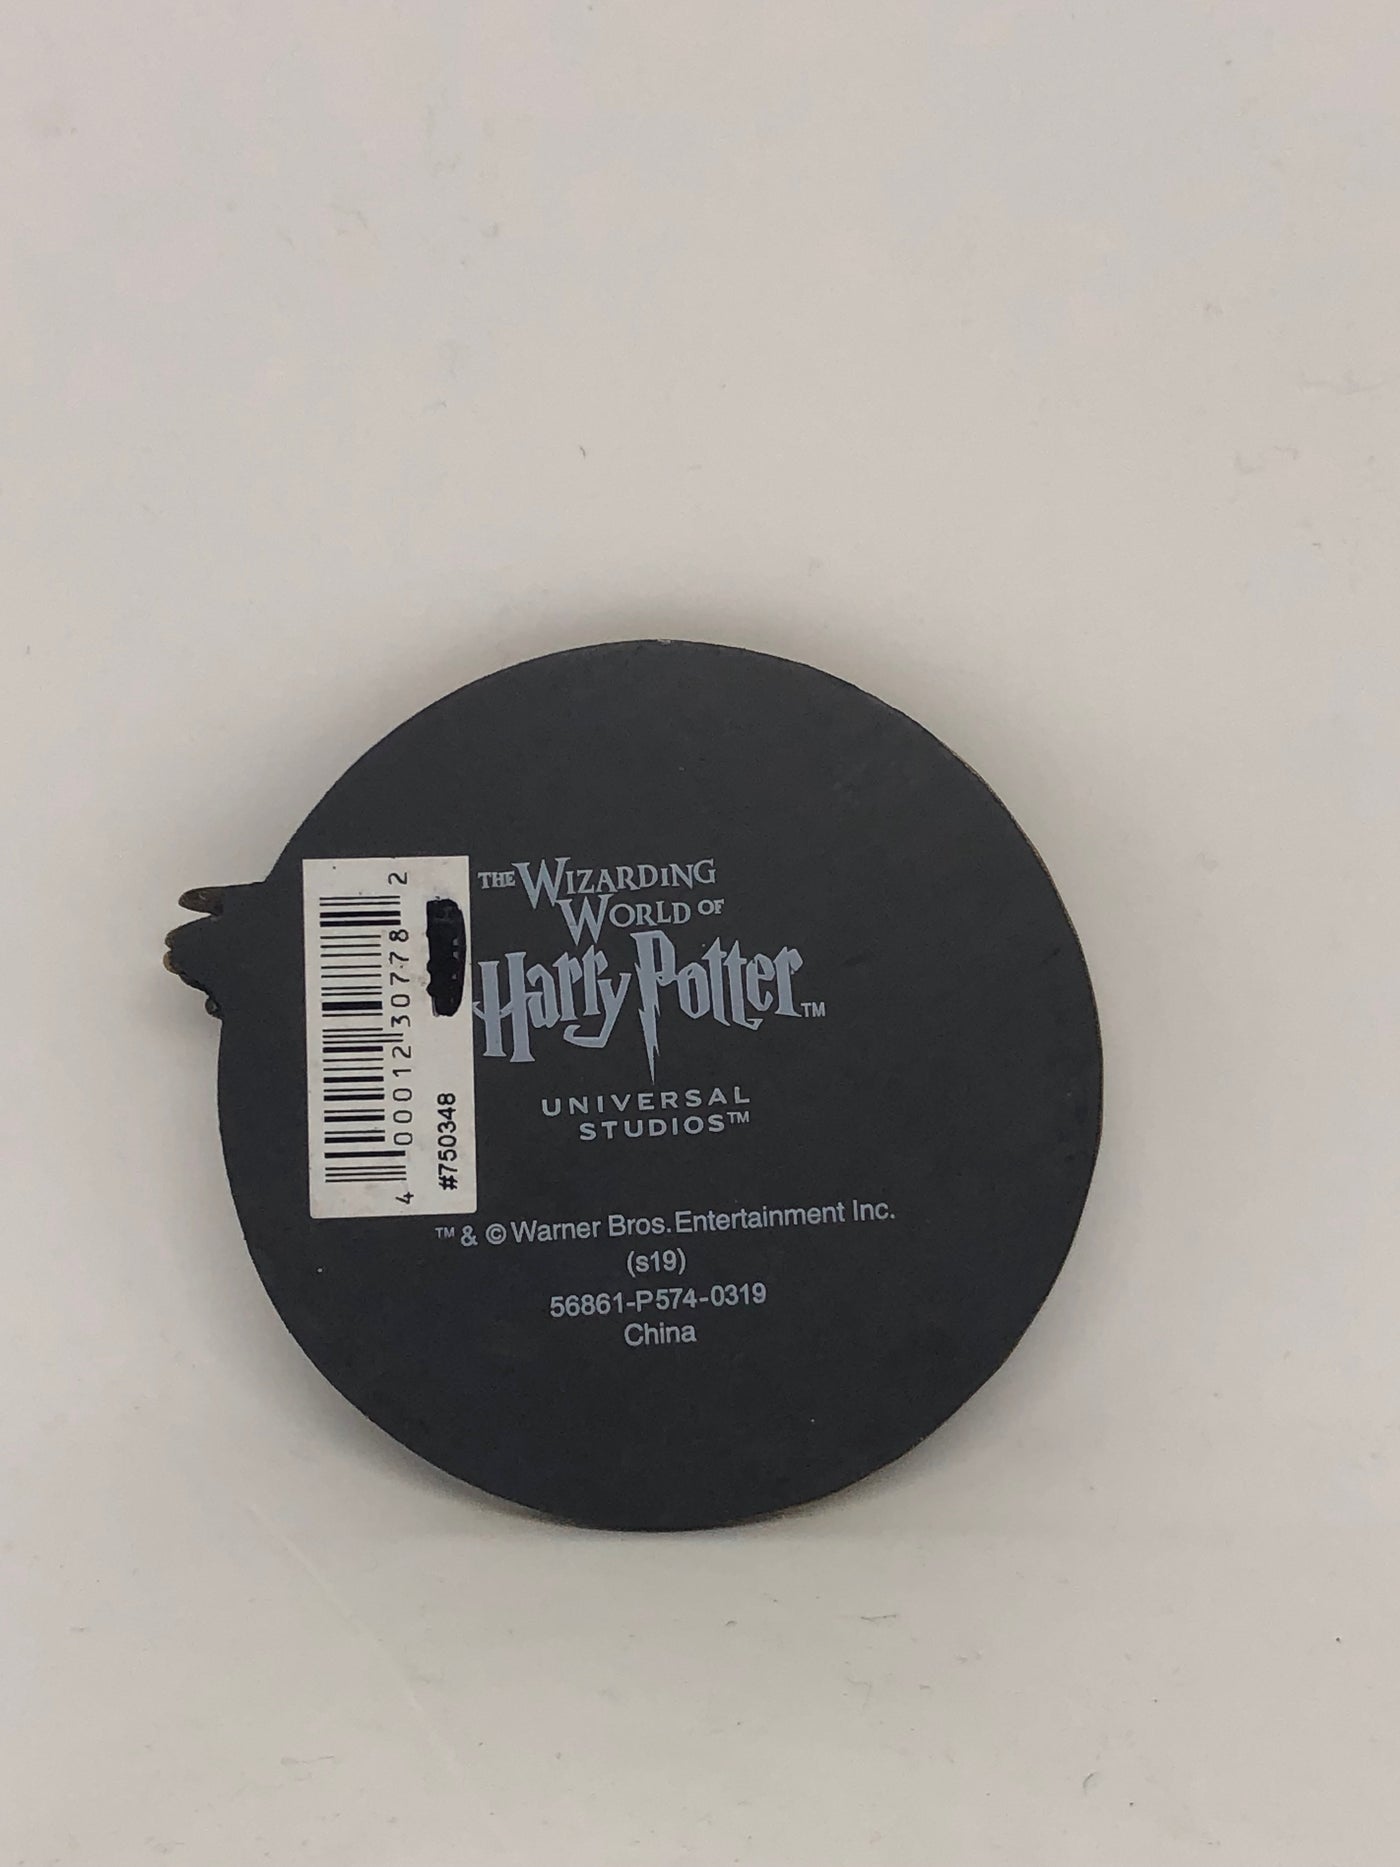 THE WIZARDING
WORLD OF
Harry Potter™
UNIVERSAL
STUDIOS™
™ & © Warner Bros. Entertainment Inc.
(s19)
56861-P574-0319
China
4 00012 30778 2
#750348